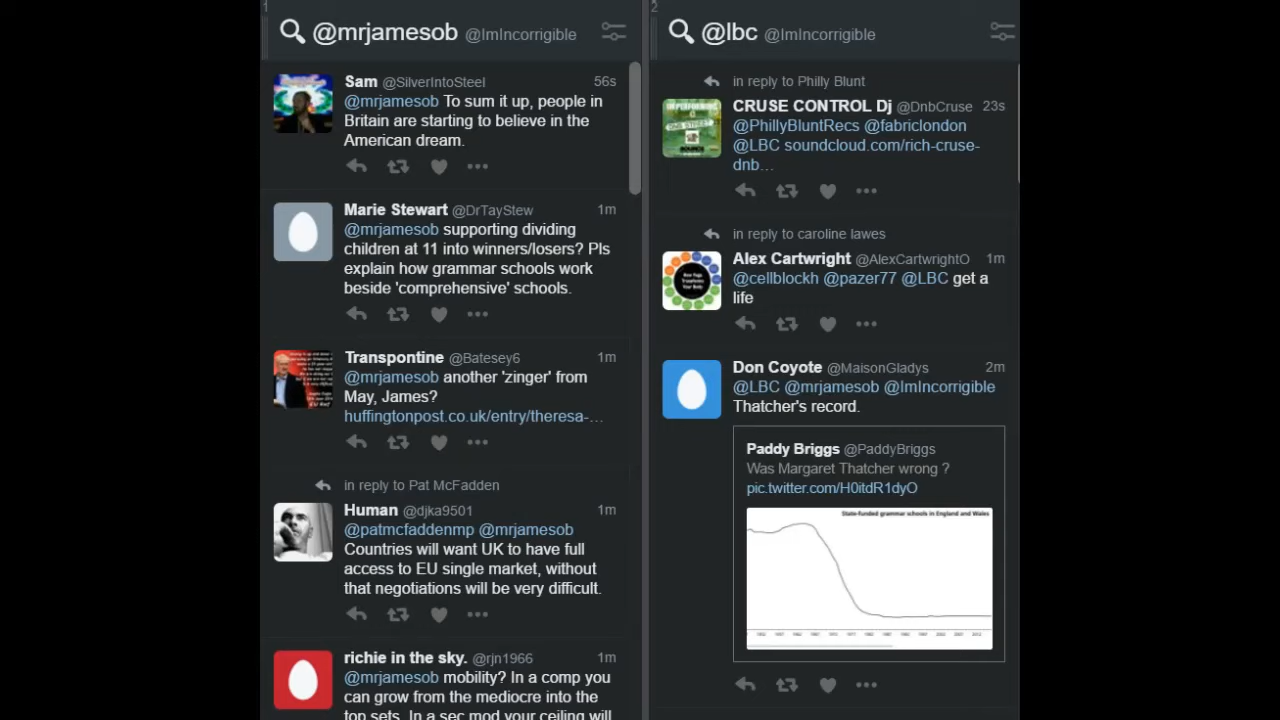 1
@mrjamesob @ImIncorrigible
Sam @SilverIntoSteel 56s
@mrjamesob To sum it up, people in
Britain are starting to believe in the
American dream.
Marie Stewart @DrTayStew 1m
@mrjamesob supporting dividing
children at 11 into winners/losers? Pls
explain how grammar schools work
beside 'comprehensive' schools.
Transpontine @Batesey6 1m
@mrjamesob another 'zinger' from
May, James?
huffingtonpost.co.uk/entry/theresa-…
in reply to Pat McFadden
Human @djka9501 1m
@patmcfaddenmp @mrjamesob
Countries will want UK to have full
access to EU single market, without
that negotiations will be very difficult.
richie in the sky. @rjn1966 1m
@mrjamesob mobility? In a comp you
can grow from the mediocre into the
top sets. In a sec mod your ceiling will
2
@lbc @ImIncorrigible
in reply to Philly Blunt
CRUSE CONTROL Dj @DnbCruse 23s
@PhillyBluntRecs @fabriclondon
@LBC soundcloud.com/rich-cruse-
dnb…
in reply to caroline lawes
Alex Cartwright @AlexCartwrightO 1m
@cellblockh @pazer77 @LBC get a
life
Don Coyote @MaisonGladys 2m
@LBC @mrjamesob @ImIncorrigible
Thatcher's record.
Paddy Briggs @PaddyBriggs
Was Margaret Thatcher wrong ?
pic.twitter.com/H0itdR1dyO
State-funded grammar schools in England and Wales